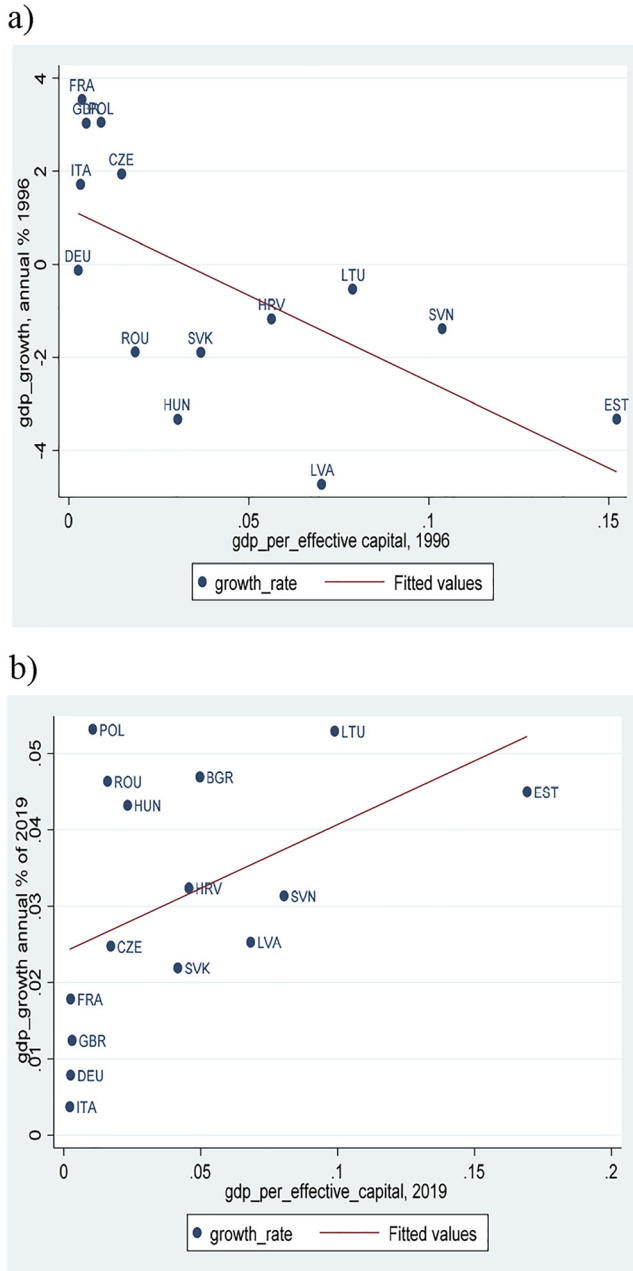 a)
gdp_growth, annual % 1996
4
2
0
-2
-4
FRA
GBR
POL
CZE
ITA
DEU
LTU
HRV
SVN
ROU
SVK
HUN
EST
LVA
0
.05
.1
.15
gdp_per_effective capital, 1996
growth_rate
Fitted values
b)
gdp_growth annual % of 2019
.05
.04
.03
.02
.01
0
POL
LTU
ROU
BGR
HUN
EST
HRV
SVN
CZE
LVA
SVK
FRA
GBR
DEU
ITA
0
.05
.1
.15
.2
gdp_per_effective_capital, 2019
growth_rate
Fitted values